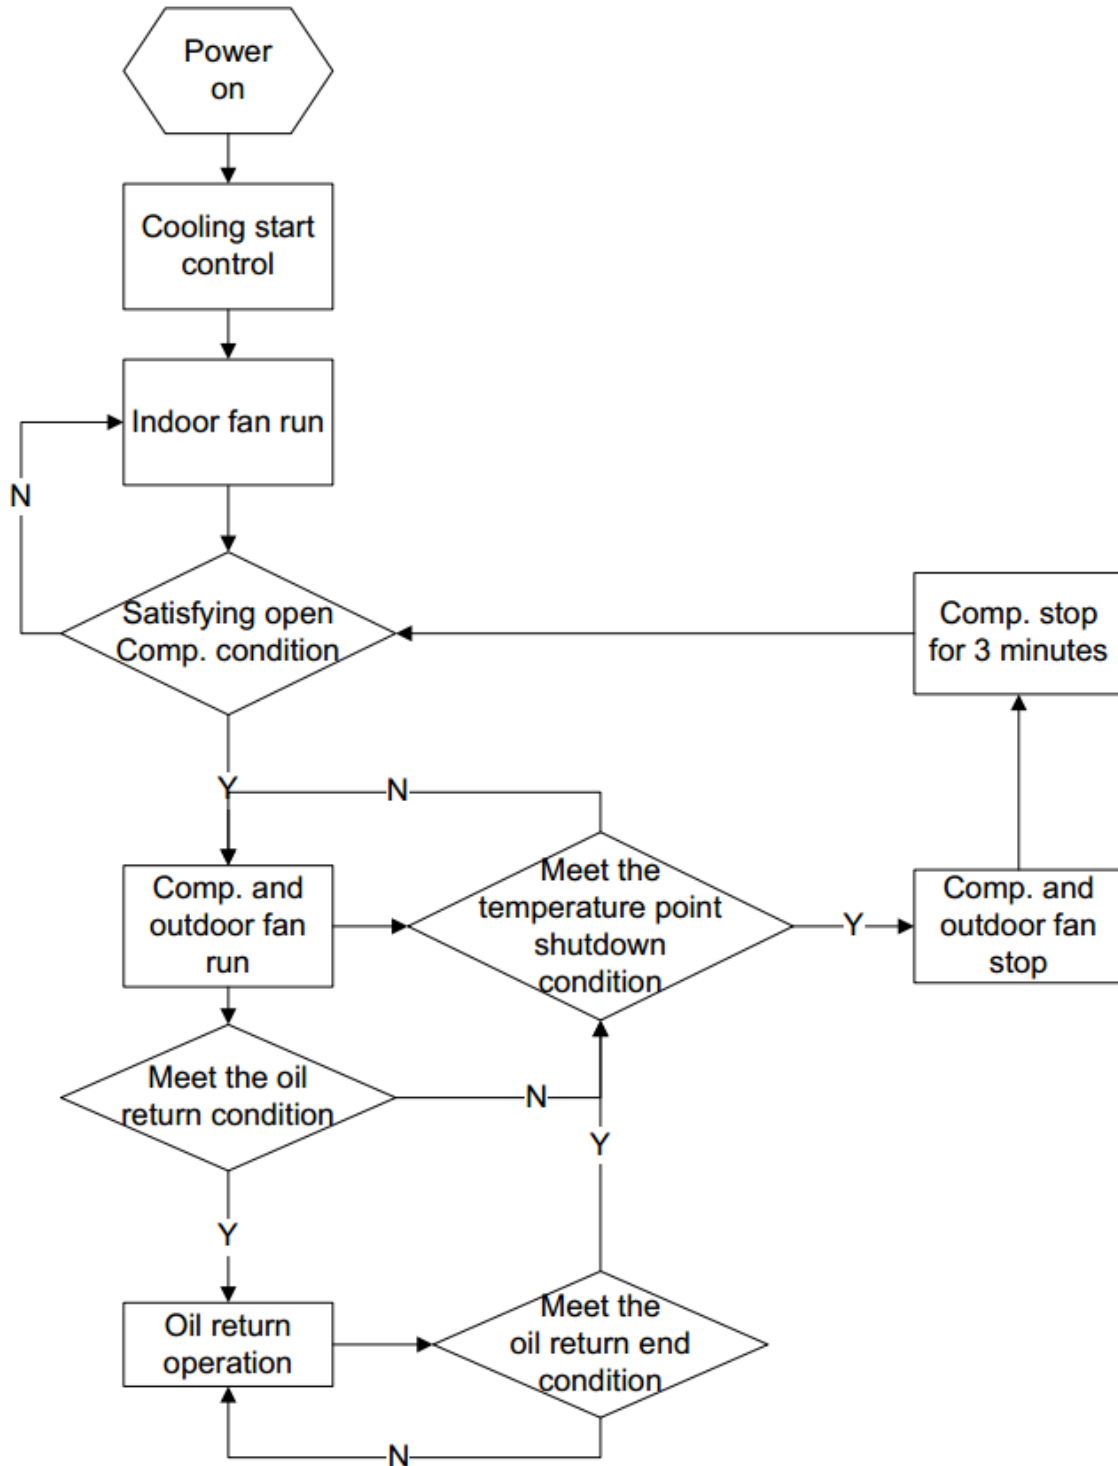 Power
on
Cooling start
control
Indoor fan run
N
Satisfying open
Comp. condition
Comp. stop
for 3 minutes
Y
N
Comp. and
outdoor fan
run
Meet the
temperature point
shutdown
condition
Y
Comp. and
outdoor fan
stop
Meet the oil
return condition
N
Y
Y
Oil return
operation
Meet the
oil return end
condition
N